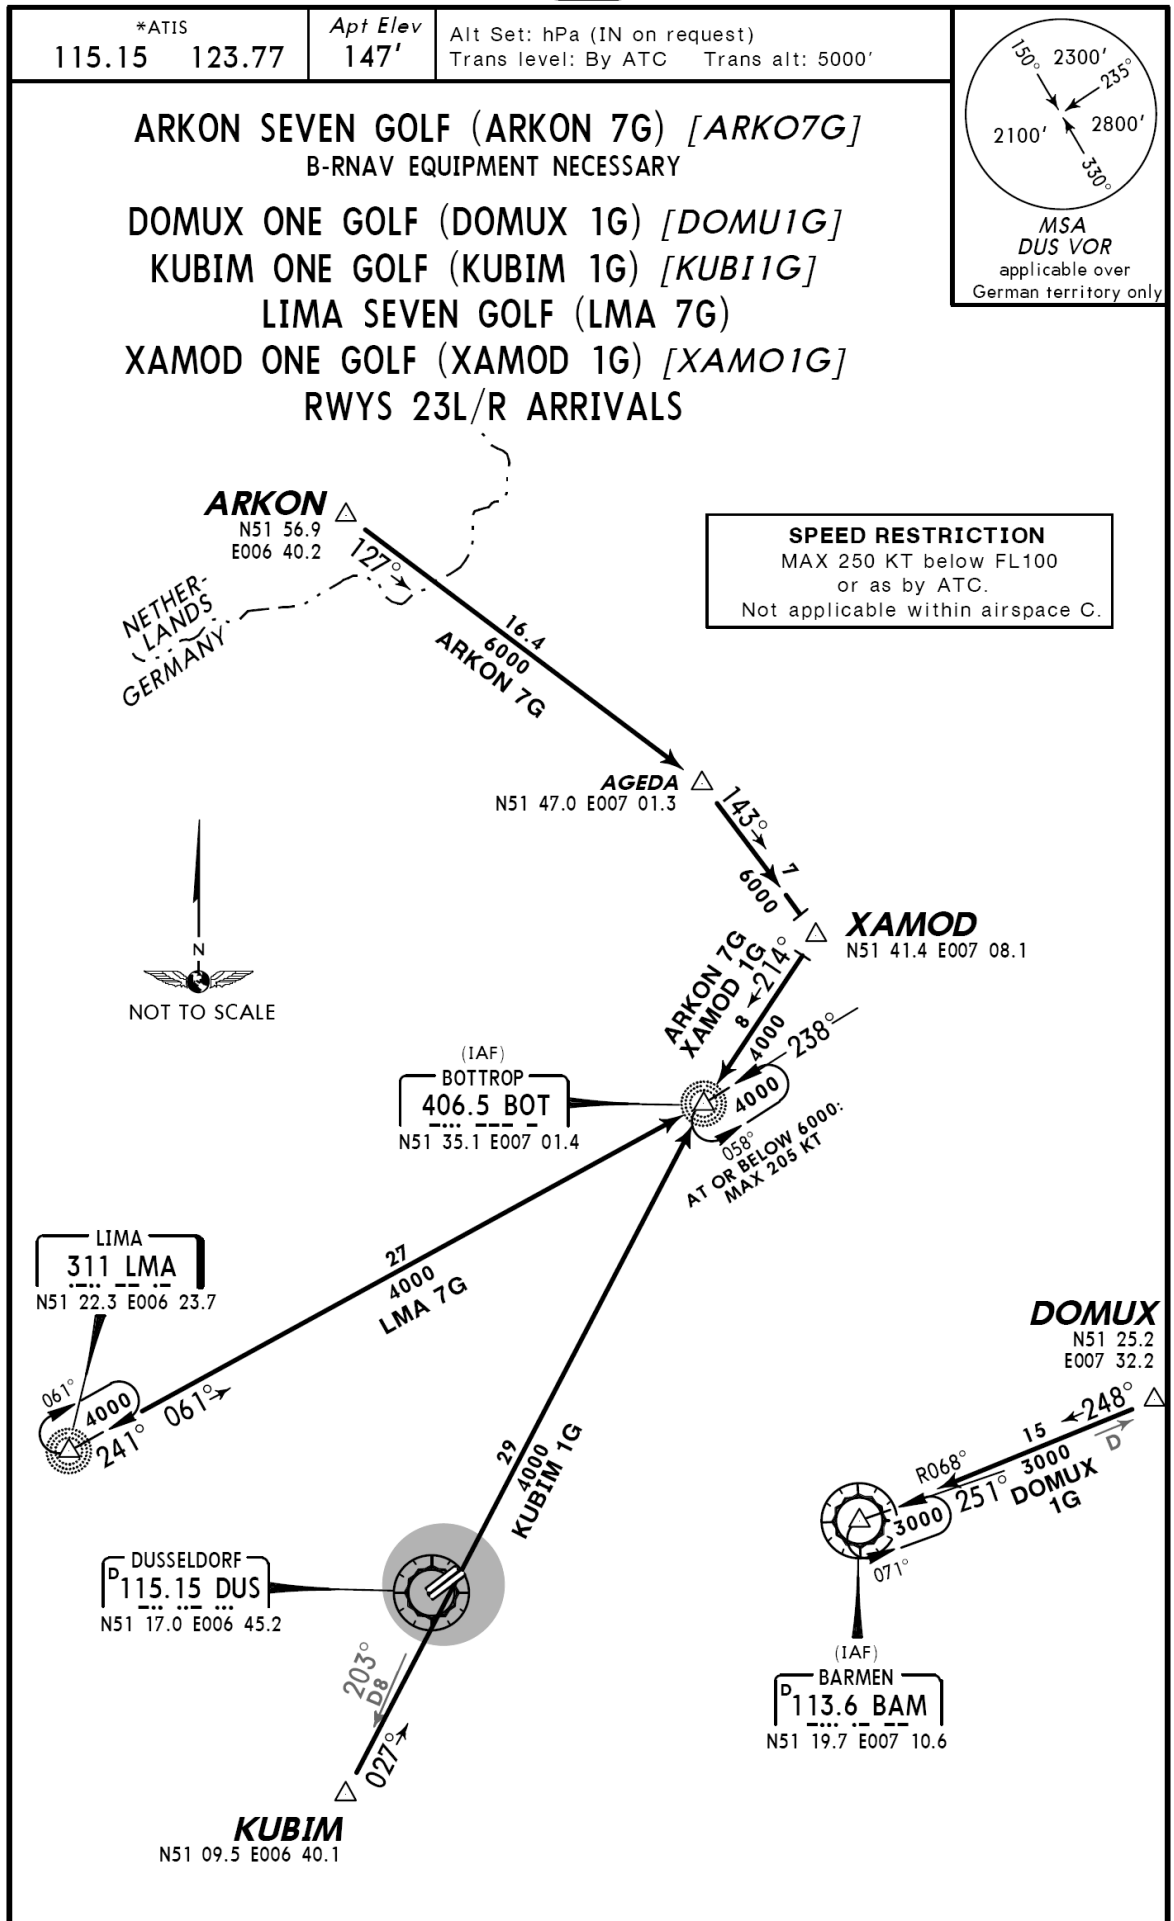 *ATIS
115.15 123.77
Apt Elev
147'
Alt Set: hPa (IN on request)
Trans level: By ATC Trans alt: 5000'
150°
2300'
235°
2100'
2800'
330°
MSA
DUS VOR
applicable over
German territory only
ARKON SEVEN GOLF (ARKON 7G) [ARKO7G]
B-RNAV EQUIPMENT NECESSARY
DOMUX ONE GOLF (DOMUX 1G) [DOMU1G]
KUBIM ONE GOLF (KUBIM 1G) [KUBI1G]
LIMA SEVEN GOLF (LMA 7G)
XAMOD ONE GOLF (XAMOD 1G) [XAMO1G]
RWYS 23L/R ARRIVALS
ARKON
N51 56.9
E006 40.2
127°
SPEED RESTRICTION
MAX 250 KT below FL100
or as by ATC.
Not applicable within airspace C.
NETHER-
LANDS
GERMANY
16.4
6000
ARKON 7G
AGEDA
N51 47.0 E007 01.3
143°
7
6000
XAMOD
N51 41.4 E007 08.1
N
NOT TO SCALE
ARKON 7G
XAMOD 1G
214°
8
4000
238°
(IAF)
BOTTROP
406.5 BOT
N51 35.1 E007 01.4
4000
058°
AT OR BELOW 6000:
MAX 205 KT
LIMA
311 LMA
N51 22.3 E006 23.7
27
4000
LMA 7G
061°
4000
241°
061°
DOMUX
N51 25.2
E007 32.2
248°
15
3000
D
DOMUX
1G
R068°
251°
3000
071°
29
4000
KUBIM 1G
DUSSELDORF
D
115.15 DUS
N51 17.0 E006 45.2
203°
D8
027°
(IAF)
BARMEN
D
113.6 BAM
N51 19.7 E007 10.6
KUBIM
N51 09.5 E006 40.1